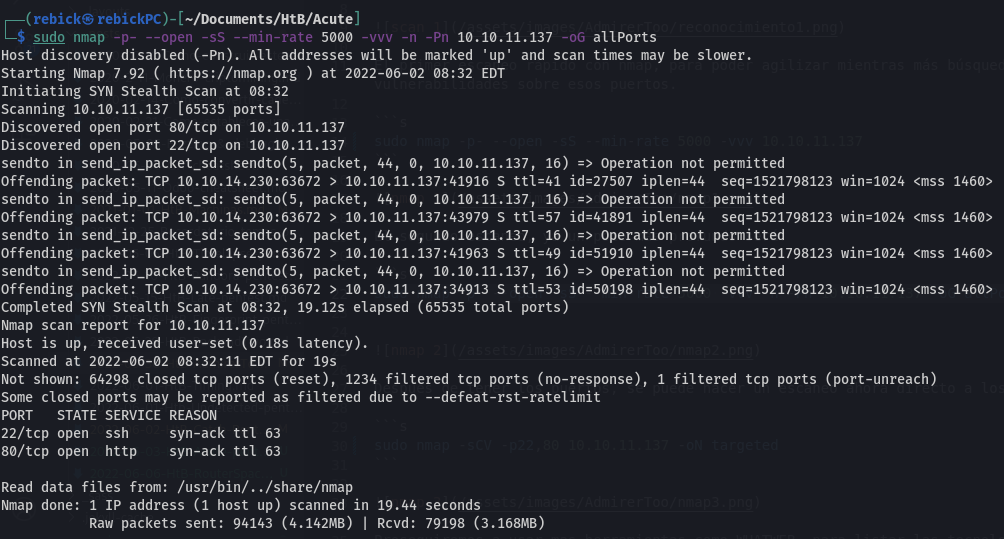 ┌──(rebick㉿rebickPC)-[~/Documents/HtB/Acute]
└─$ sudo nmap -p- --open -sS --min-rate 5000 -vvv -n -Pn 10.10.11.137 -oG allPorts
Host discovery disabled (-Pn). All addresses will be marked 'up' and scan times may be slower.
Starting Nmap 7.92 ( https://nmap.org ) at 2022-06-02 08:32 EDT
Initiating SYN Stealth Scan at 08:32
Scanning 10.10.11.137 [65535 ports]
Discovered open port 80/tcp on 10.10.11.137
Discovered open port 22/tcp on 10.10.11.137
sendto in send_ip_packet_sd: sendto(5, packet, 44, 0, 10.10.11.137, 16) => Operation not permitted
Offending packet: TCP 10.10.14.230:63672 > 10.10.11.137:41916 S ttl=41 id=27507 iplen=44  seq=1521798123 win=1024 <mss 1460>
sendto in send_ip_packet_sd: sendto(5, packet, 44, 0, 10.10.11.137, 16) => Operation not permitted
Offending packet: TCP 10.10.14.230:63672 > 10.10.11.137:43979 S ttl=57 id=41891 iplen=44  seq=1521798123 win=1024 <mss 1460>
sendto in send_ip_packet_sd: sendto(5, packet, 44, 0, 10.10.11.137, 16) => Operation not permitted
Offending packet: TCP 10.10.14.230:63672 > 10.10.11.137:41963 S ttl=49 id=51910 iplen=44  seq=1521798123 win=1024 <mss 1460>
sendto in send_ip_packet_sd: sendto(5, packet, 44, 0, 10.10.11.137, 16) => Operation not permitted
Offending packet: TCP 10.10.14.230:63672 > 10.10.11.137:34913 S ttl=53 id=50198 iplen=44  seq=1521798123 win=1024 <mss 1460>
Completed SYN Stealth Scan at 08:32, 19.12s elapsed (65535 total ports)
Nmap scan report for 10.10.11.137
Host is up, received user-set (0.18s latency).
Scanned at 2022-06-02 08:32:11 EDT for 19s
Not shown: 64298 closed tcp ports (reset), 1234 filtered tcp ports (no-response), 1 filtered tcp ports (port-unreach)
Some closed ports may be reported as filtered due to --defeat-rst-ratelimit
PORT   STATE SERVICE REASON
22/tcp open  ssh     syn-ack ttl 63
80/tcp open  http    syn-ack ttl 63
Read data files from: /usr/bin/../share/nmap
Nmap done: 1 IP address (1 host up) scanned in 19.44 seconds
           Raw packets sent: 94143 (4.142MB) | Rcvd: 79198 (3.168MB)